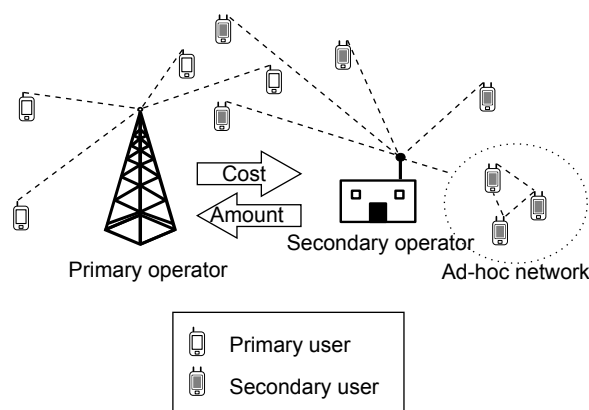 Cost
Amount
Secondary operator
Primary operator
Ad-hoc network
Primary user
Secondary user